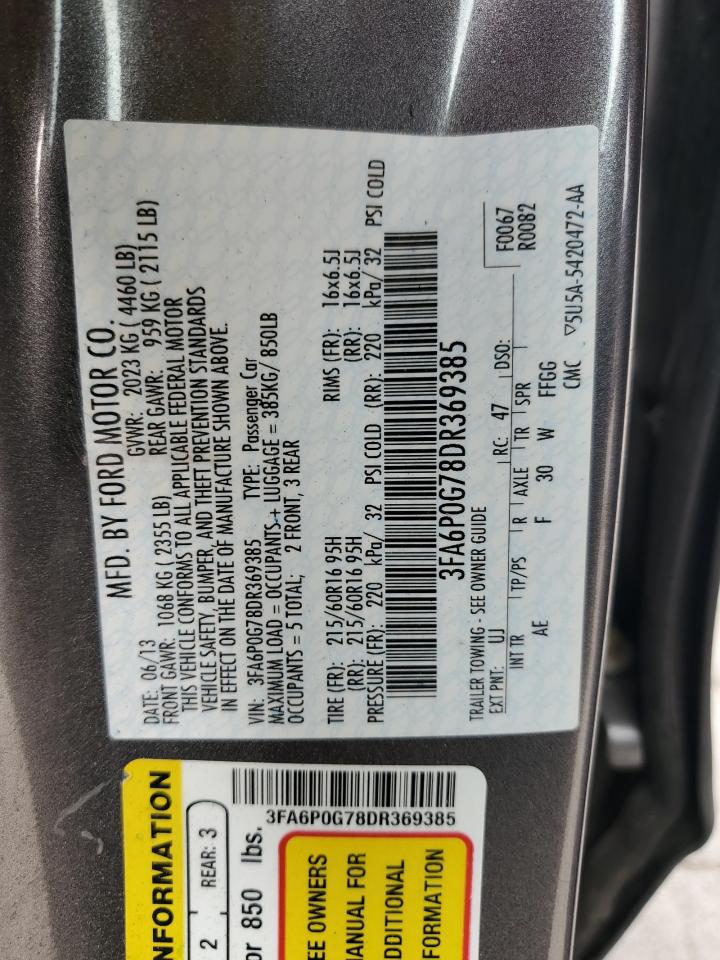 MFD. BY FORD MOTOR CO.
DATE: 06/13 GVWR: 2023 KG ( 4460 LB)
FRONT GAWR: 1068 KG ( 2355 LB) REAR GAWR: 959 KG ( 2115 LB)
THIS VEHICLE CONFORMS TO ALL APPLICABLE FEDERAL MOTOR
VEHICLE SAFETY, BUMPER, AND THEFT PREVENTION STANDARDS
IN EFFECT ON THE DATE OF MANUFACTURE SHOWN ABOVE.
VIN: 3FA6P0G78DR369385 TYPE: Passenger Car
MAXIMUM LOAD = OCCUPANTS + LUGGAGE = 385KG/ 850LB
OCCUPANTS = 5 TOTAL; 2 FRONT, 3 REAR
TIRE (FR): 215/60R16 95H RIMS (FR): 16x6.5J
(RR): 215/60R16 95H (RR): 16x6.5J
PRESSURE (FR): 220 kPa/ 32 PSI COLD (RR): 220 kPa/ 32 PSI COLD
3FA6P0G78DR369385
TRAILER TOWING - SEE OWNER GUIDE
F0067
R0082
EXT PNT: UJ RC: 47 DSO:
INT TR TP/PS R AXLE TR SPR
AE F 30 W FFGG
CMC ▽5U5A-5420472-AA
NFORMATION
2 REAR: 3
or 850 lbs.
3FA6P0G78DR369385
EE OWNERS
ANUAL FOR
DDITIONAL
FORMATION